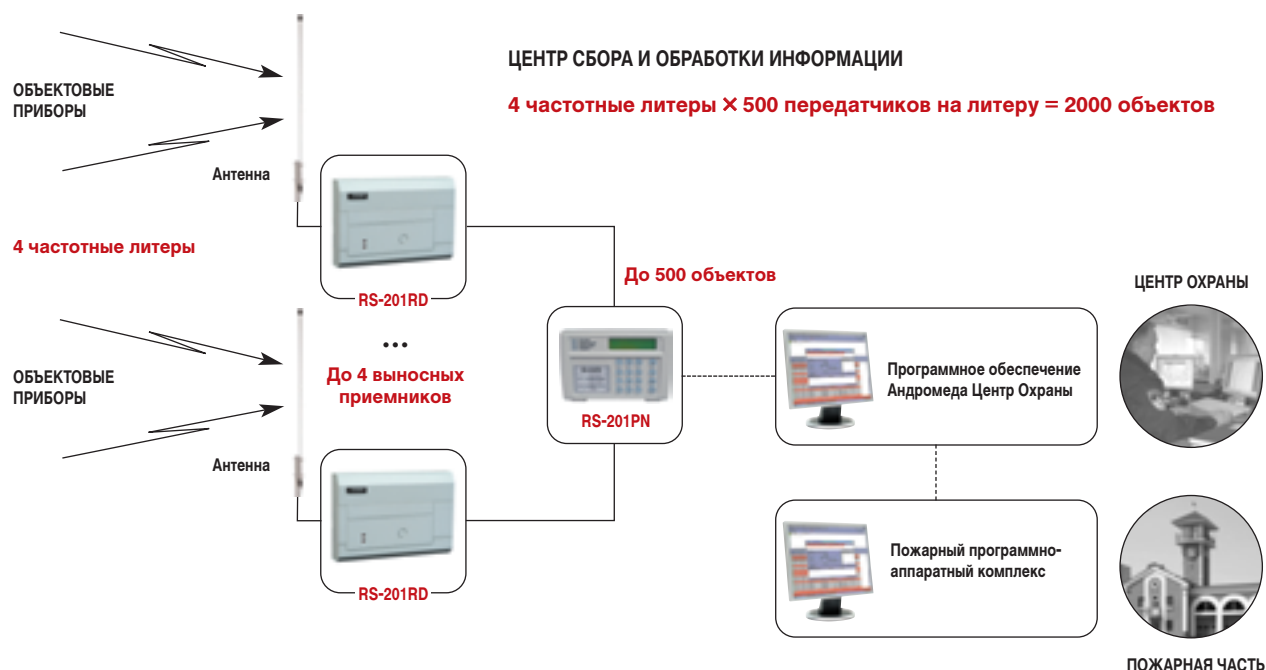 ЦЕНТР СБОРА И ОБРАБОТКИ ИНФОРМАЦИИ
4 частотные литеры × 500 передатчиков на литеру = 2000 объектов
ОБЪЕКТОВЫЕ
ПРИБОРЫ
Антенна
RS-201RD
4 частотные литеры
До 500 объектов
...
До 4 выносных
приемников
ОБЪЕКТОВЫЕ
ПРИБОРЫ
Антенна
RS-201RD
RS-201PN
Программное обеспечение
Андромеда Центр Охраны
ЦЕНТР ОХРАНЫ
Пожарный программно-
аппаратный комплекс
ПОЖАРНАЯ ЧАСТЬ